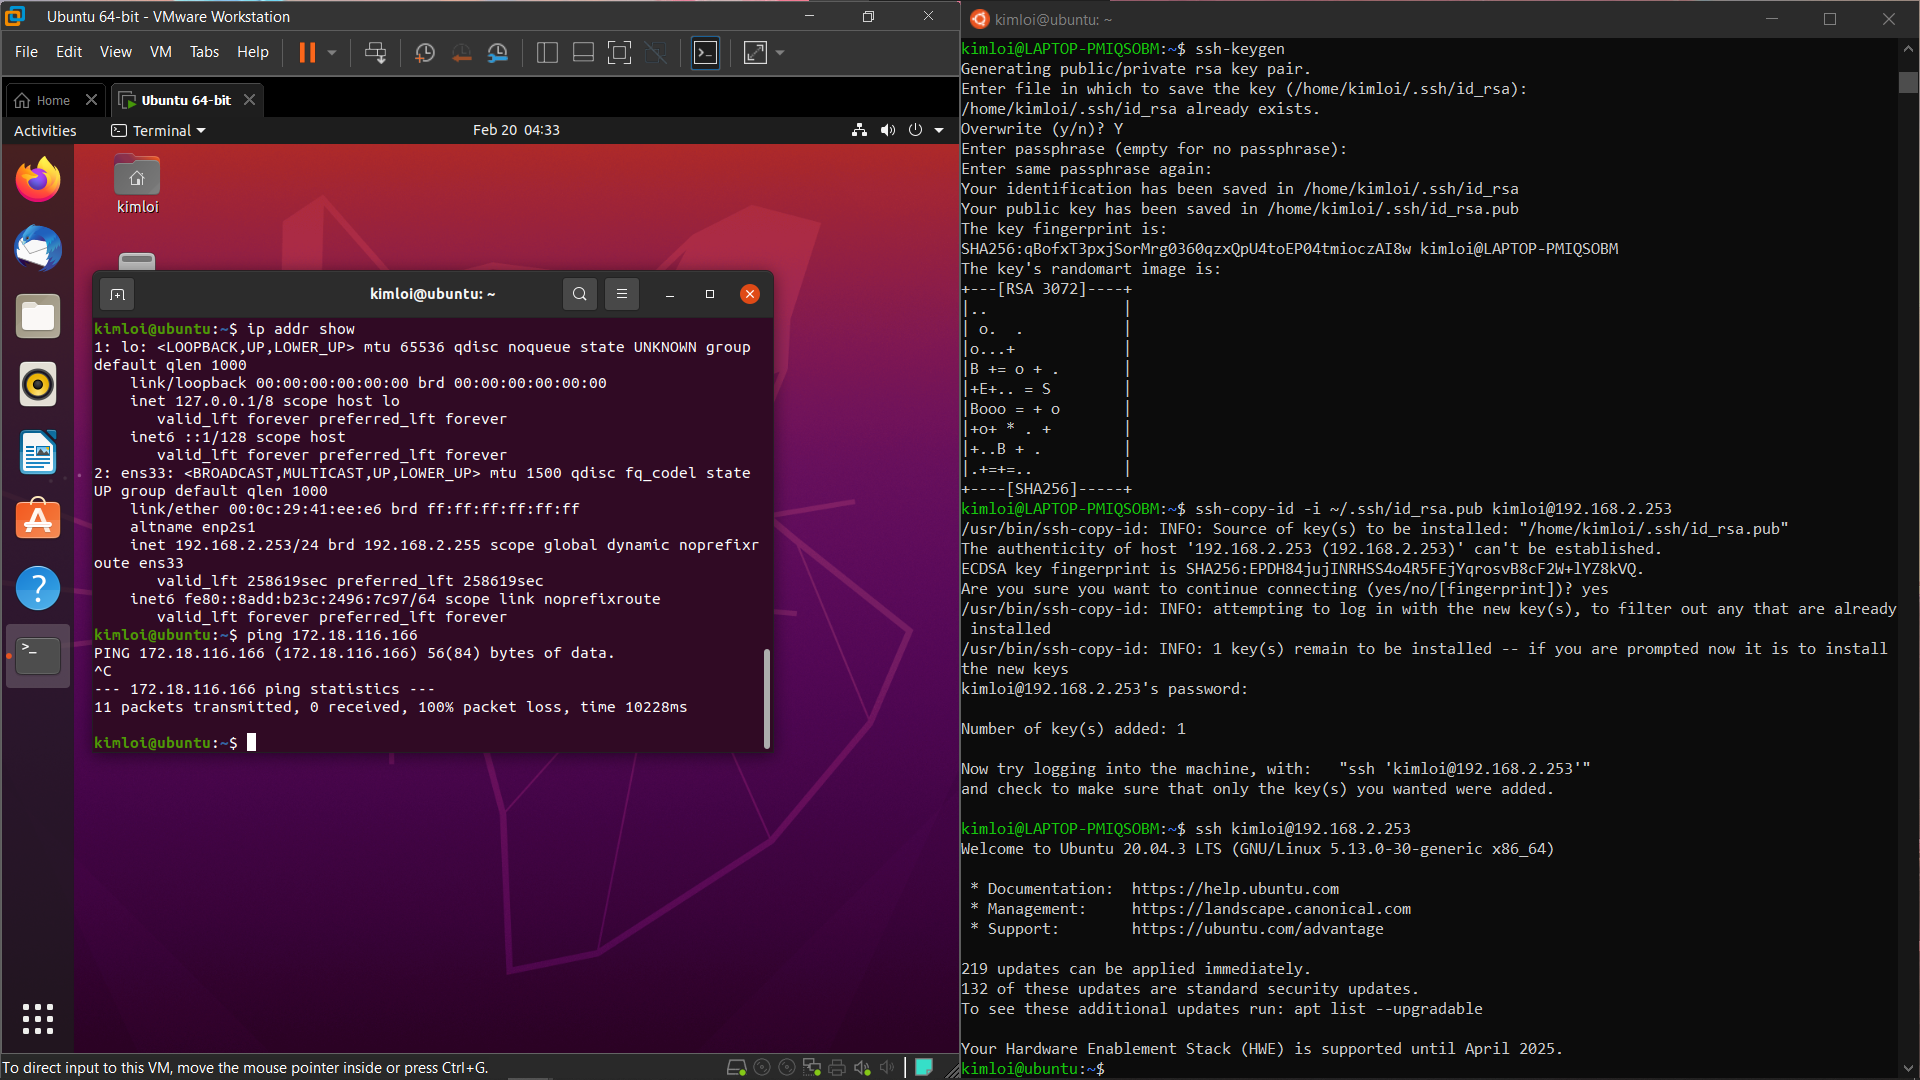 Ubuntu 64-bit - VMware Workstation
File Edit View VM Tabs Help
Home
Ubuntu 64-bit
Activities
Terminal
Feb 20 04:33
kimloi
kimloi@ubuntu: ~
kimloi@ubuntu:~$ ip addr show
1: lo: <LOOPBACK,UP,LOWER_UP> mtu 65536 qdisc noqueue state UNKNOWN group
default qlen 1000
link/loopback 00:00:00:00:00:00 brd 00:00:00:00:00:00
inet 127.0.0.1/8 scope host lo
valid_lft forever preferred_lft forever
inet6 ::1/128 scope host
valid_lft forever preferred_lft forever
2: ens33: <BROADCAST,MULTICAST,UP,LOWER_UP> mtu 1500 qdisc fq_codel state
UP group default qlen 1000
link/ether 00:0c:29:41:ee:e6 brd ff:ff:ff:ff:ff:ff
altname enp2s1
inet 192.168.2.253/24 brd 192.168.2.255 scope global dynamic noprefixr
oute ens33
valid_lft 258619sec preferred_lft 258619sec
inet6 fe80::8add:b23c:2496:7c97/64 scope link noprefixroute
valid_lft forever preferred_lft forever
kimloi@ubuntu:~$ ping 172.18.116.166
PING 172.18.116.166 (172.18.116.166) 56(84) bytes of data.
^C
--- 172.18.116.166 ping statistics ---
11 packets transmitted, 0 received, 100% packet loss, time 10228ms
kimloi@ubuntu:~$
To direct input to this VM, move the mouse pointer inside or press Ctrl+G.
kimloi@ubuntu: ~
kimloi@LAPTOP-PMIQSOBM:~$ ssh-keygen
Generating public/private rsa key pair.
Enter file in which to save the key (/home/kimloi/.ssh/id_rsa):
/home/kimloi/.ssh/id_rsa already exists.
Overwrite (y/n)? Y
Enter passphrase (empty for no passphrase):
Enter same passphrase again:
Your identification has been saved in /home/kimloi/.ssh/id_rsa
Your public key has been saved in /home/kimloi/.ssh/id_rsa.pub
The key fingerprint is:
SHA256:qBofxT3pxjSorMrg0360qzxQpU4toEP04tmioczAI8w kimloi@LAPTOP-PMIQSOBM
The key's randomart image is:
+---[RSA 3072]----+
|..               |
| o.  .           |
|o...+            |
|B += o + .       |
|+E+.. = S        |
|Booo = + o       |
|+o+ * . +        |
|+..B + .         |
|.+=+=..          |
+----[SHA256]-----+
kimloi@LAPTOP-PMIQSOBM:~$ ssh-copy-id -i ~/.ssh/id_rsa.pub kimloi@192.168.2.253
/usr/bin/ssh-copy-id: INFO: Source of key(s) to be installed: "/home/kimloi/.ssh/id_rsa.pub"
The authenticity of host '192.168.2.253 (192.168.2.253)' can't be established.
ECDSA key fingerprint is SHA256:EPDH84jujINRHSS4o4R5FEjYqrosvB8cF2W+lYZ8kVQ.
Are you sure you want to continue connecting (yes/no/[fingerprint])? yes
/usr/bin/ssh-copy-id: INFO: attempting to log in with the new key(s), to filter out any that are already
installed
/usr/bin/ssh-copy-id: INFO: 1 key(s) remain to be installed -- if you are prompted now it is to install
the new keys
kimloi@192.168.2.253's password:
Number of key(s) added: 1
Now try logging into the machine, with:   "ssh 'kimloi@192.168.2.253'"
and check to make sure that only the key(s) you wanted were added.
kimloi@LAPTOP-PMIQSOBM:~$ ssh kimloi@192.168.2.253
Welcome to Ubuntu 20.04.3 LTS (GNU/Linux 5.13.0-30-generic x86_64)
* Documentation:  https://help.ubuntu.com
* Management:     https://landscape.canonical.com
* Support:        https://ubuntu.com/advantage
219 updates can be applied immediately.
132 of these updates are standard security updates.
To see these additional updates run: apt list --upgradable
Your Hardware Enablement Stack (HWE) is supported until April 2025.
kimloi@ubuntu:~$